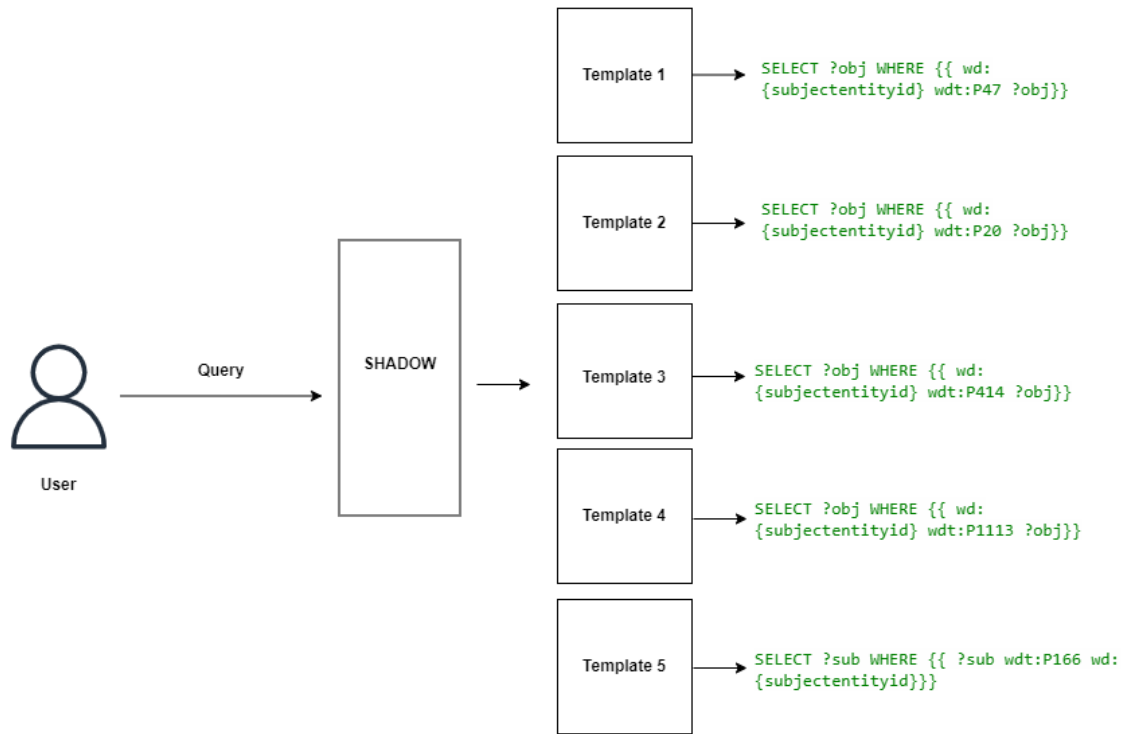 Template 1
SELECT ?obj WHERE {{ wd:
{subjectentityid} wdt:P47 ?obj}}
Template 2
SELECT ?obj WHERE {{ wd:
{subjectentityid} wdt:P20 ?obj}}
User
Query
SHADOW
Template 3
SELECT ?obj WHERE {{ wd:
{subjectentityid} wdt:P414 ?obj}}
Template 4
SELECT ?obj WHERE {{ wd:
{subjectentityid} wdt:P1113 ?obj}}
Template 5
SELECT ?sub WHERE {{ ?sub wdt:P166 wd:
{subjectentityid}}}